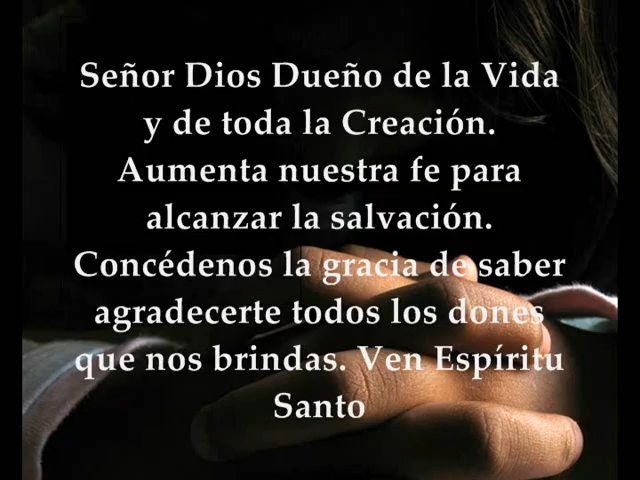 Señor Dios Dueño de la Vida
y de toda la Creación.
Aumenta nuestra fe para
alcanzar la salvación.
Concédenos la gracia de saber
agradecerte todos los dones
que nos brindas. Ven Espíritu
Santo